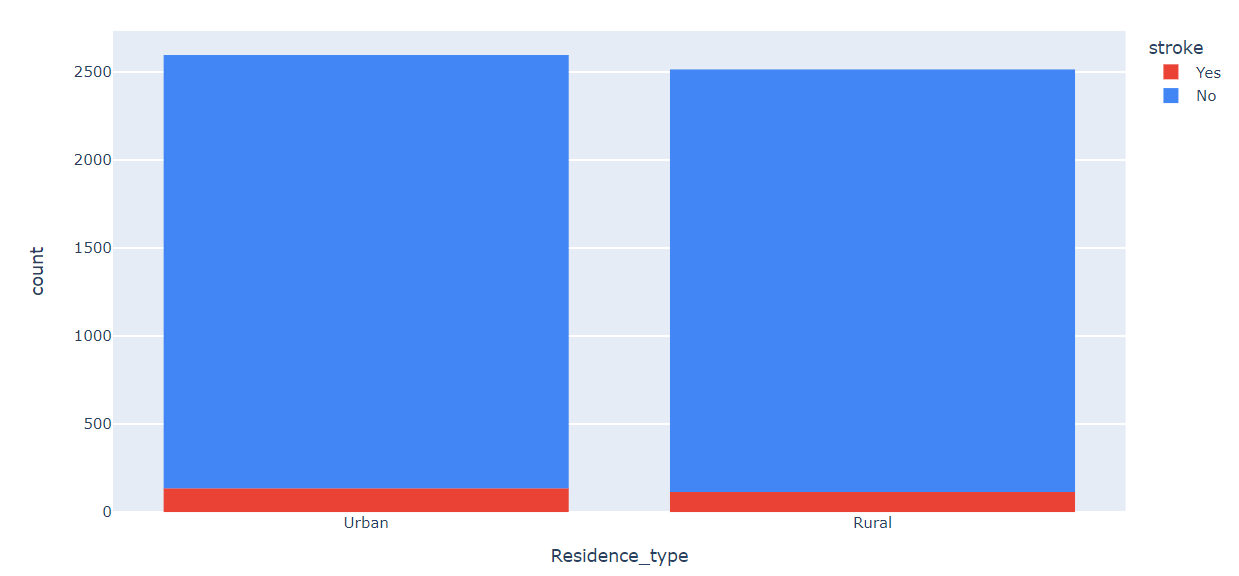 stroke
Yes
No
2500
2000
1500
1000
500
0
count
Urban
Rural
Residence_type